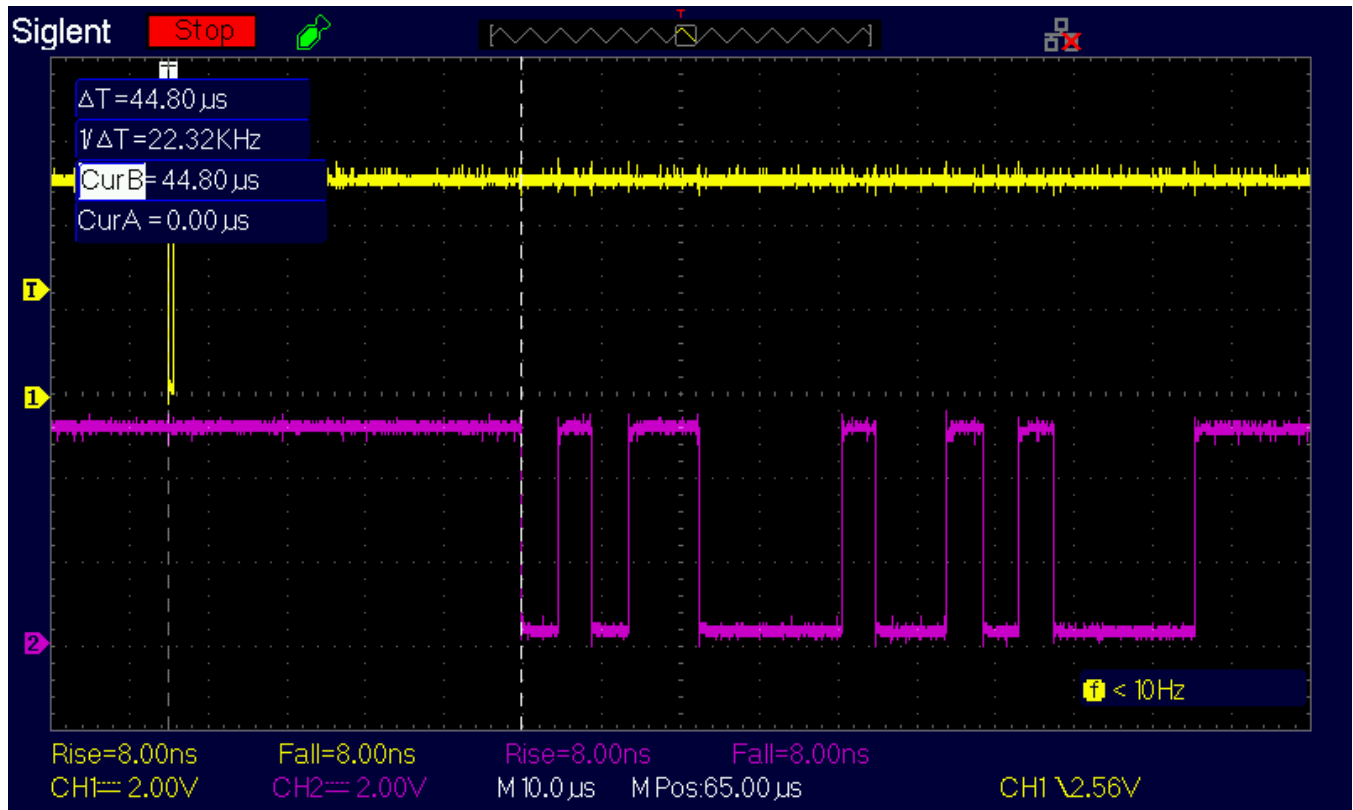 Siglent Stop T
T
ΔT=44.80µs
1/ΔT=22.32KHz
CurB=44.80µs
CurA=0.00µs
T
1
2
f < 10Hz
Rise=8.00ns Fall=8.00ns Rise=8.00ns Fall=8.00ns
CH1 2.00V CH2 2.00V M 10.0µs M Pos:65.00µs CH1 2.56V